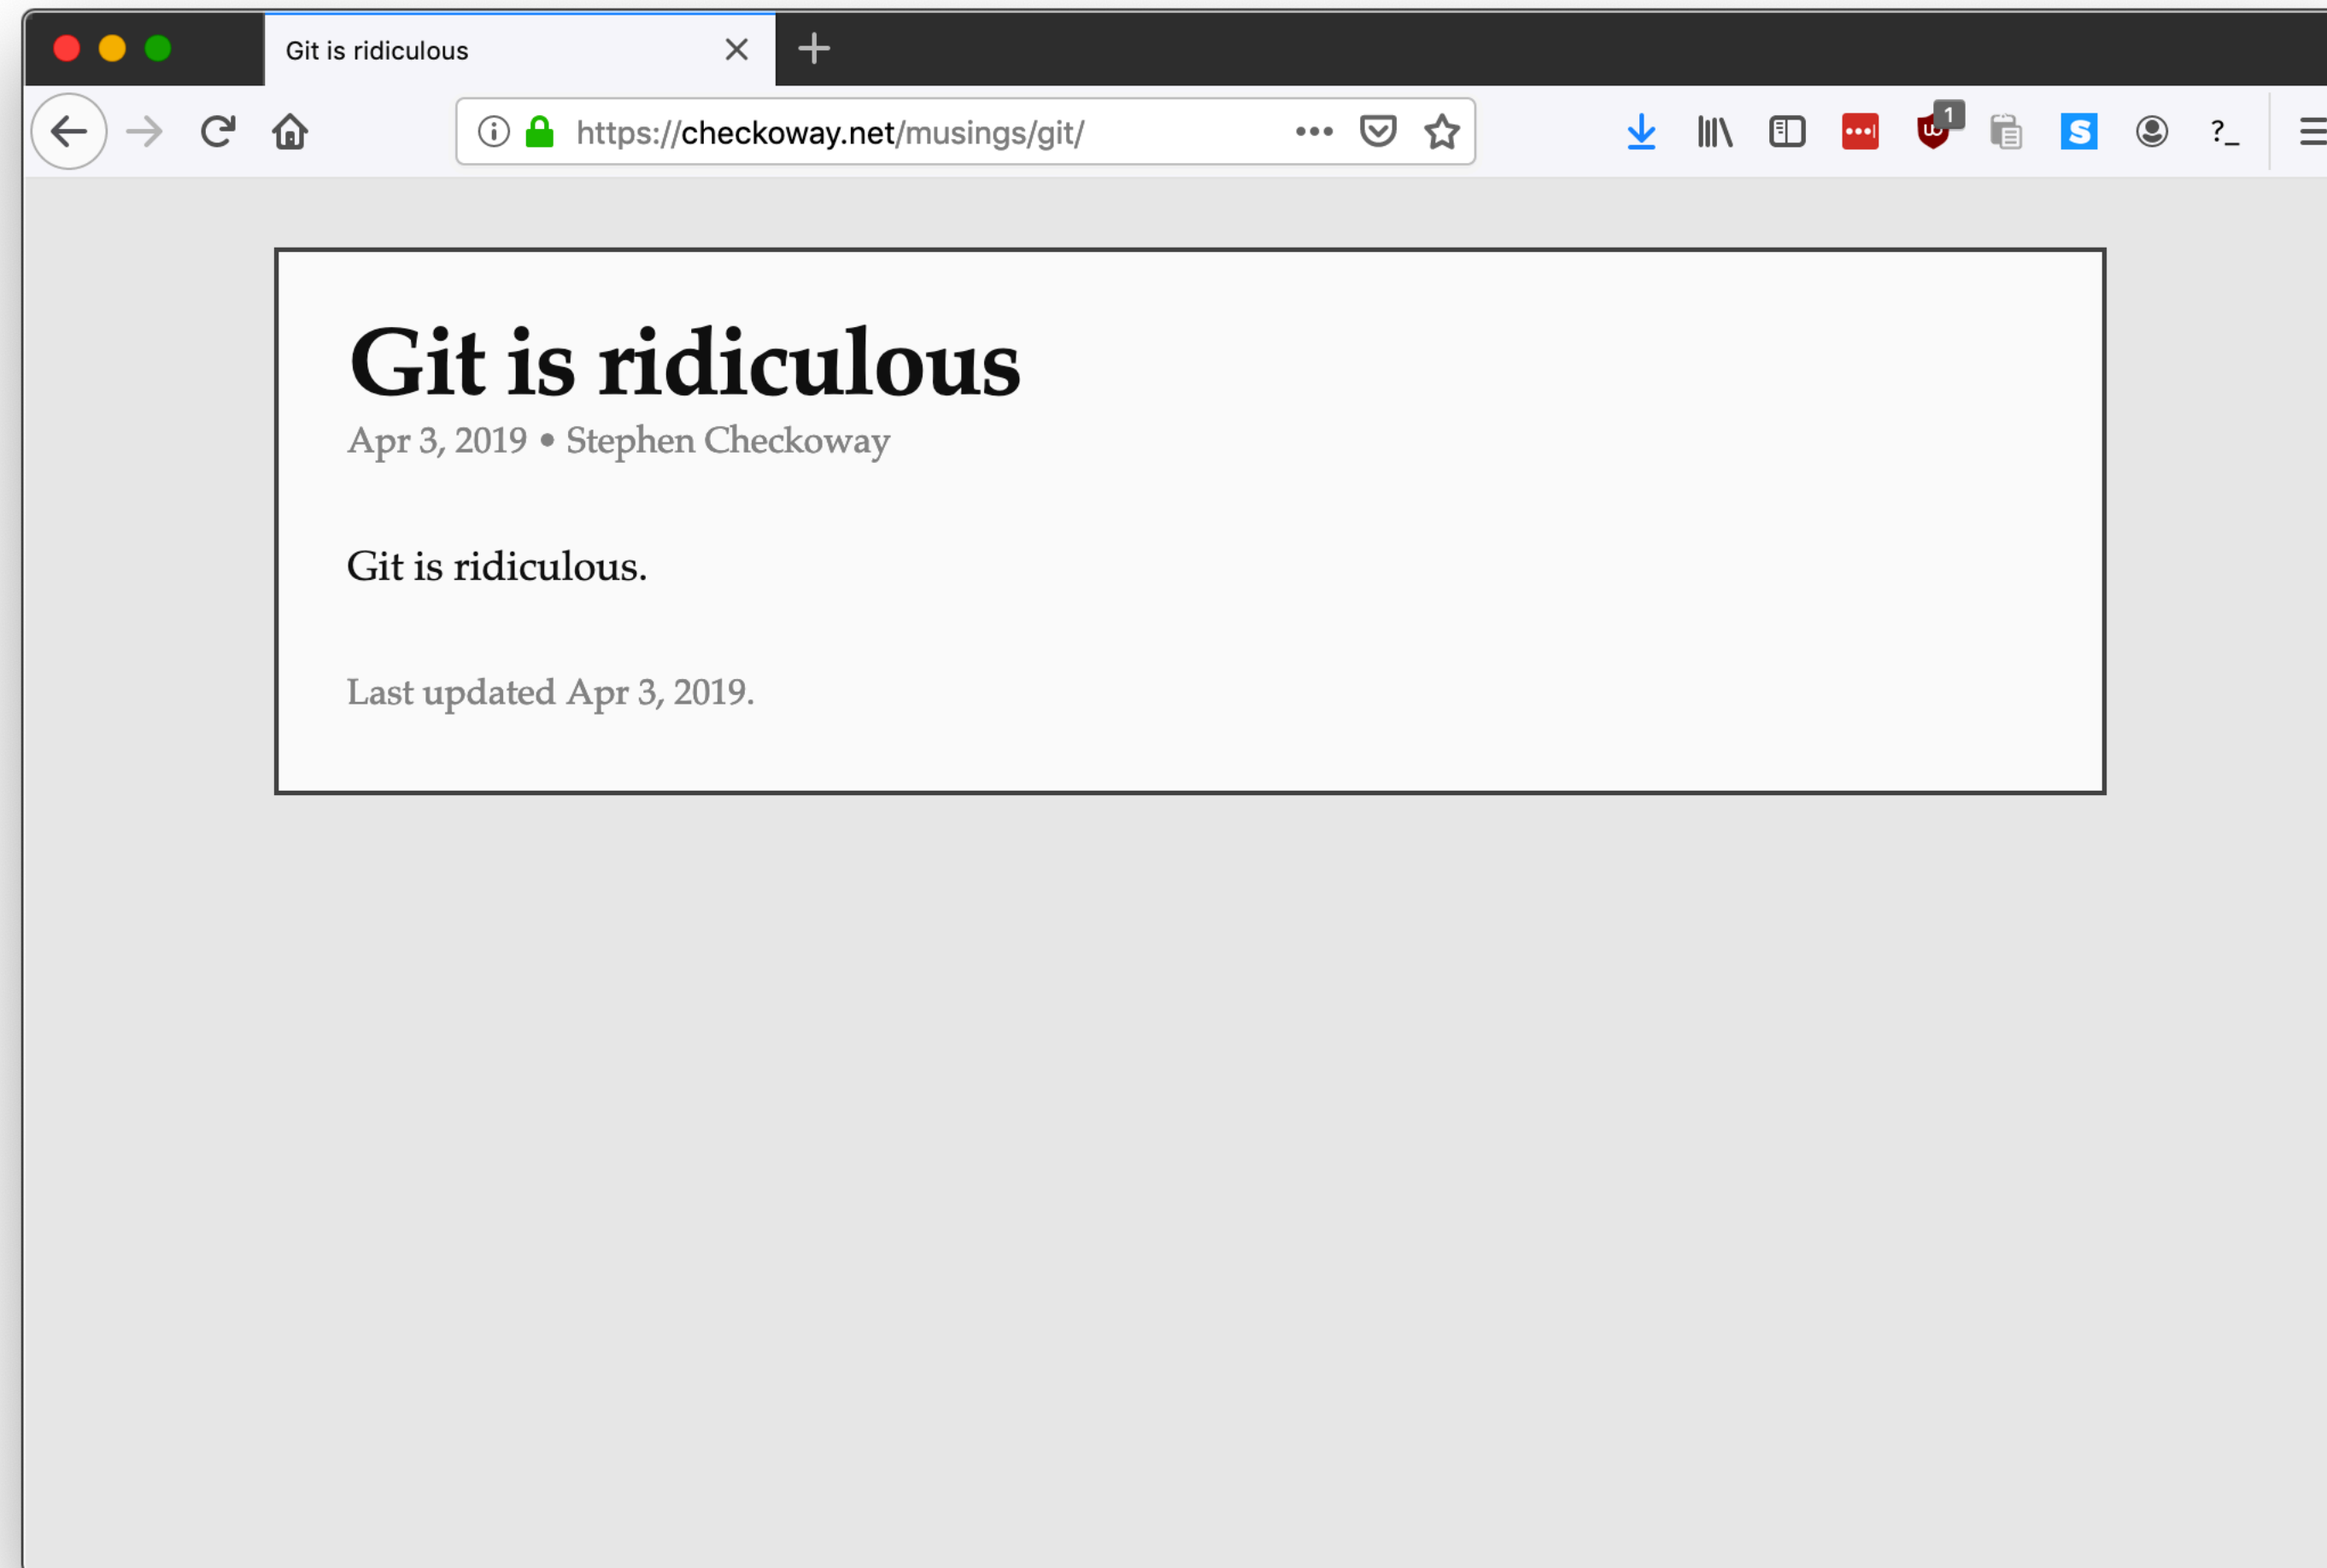 Git is ridiculous
https://checkoway.net/musings/git/
1
S
?_
Git is ridiculous
Apr 3, 2019 • Stephen Checkoway
Git is ridiculous.
Last updated Apr 3, 2019.